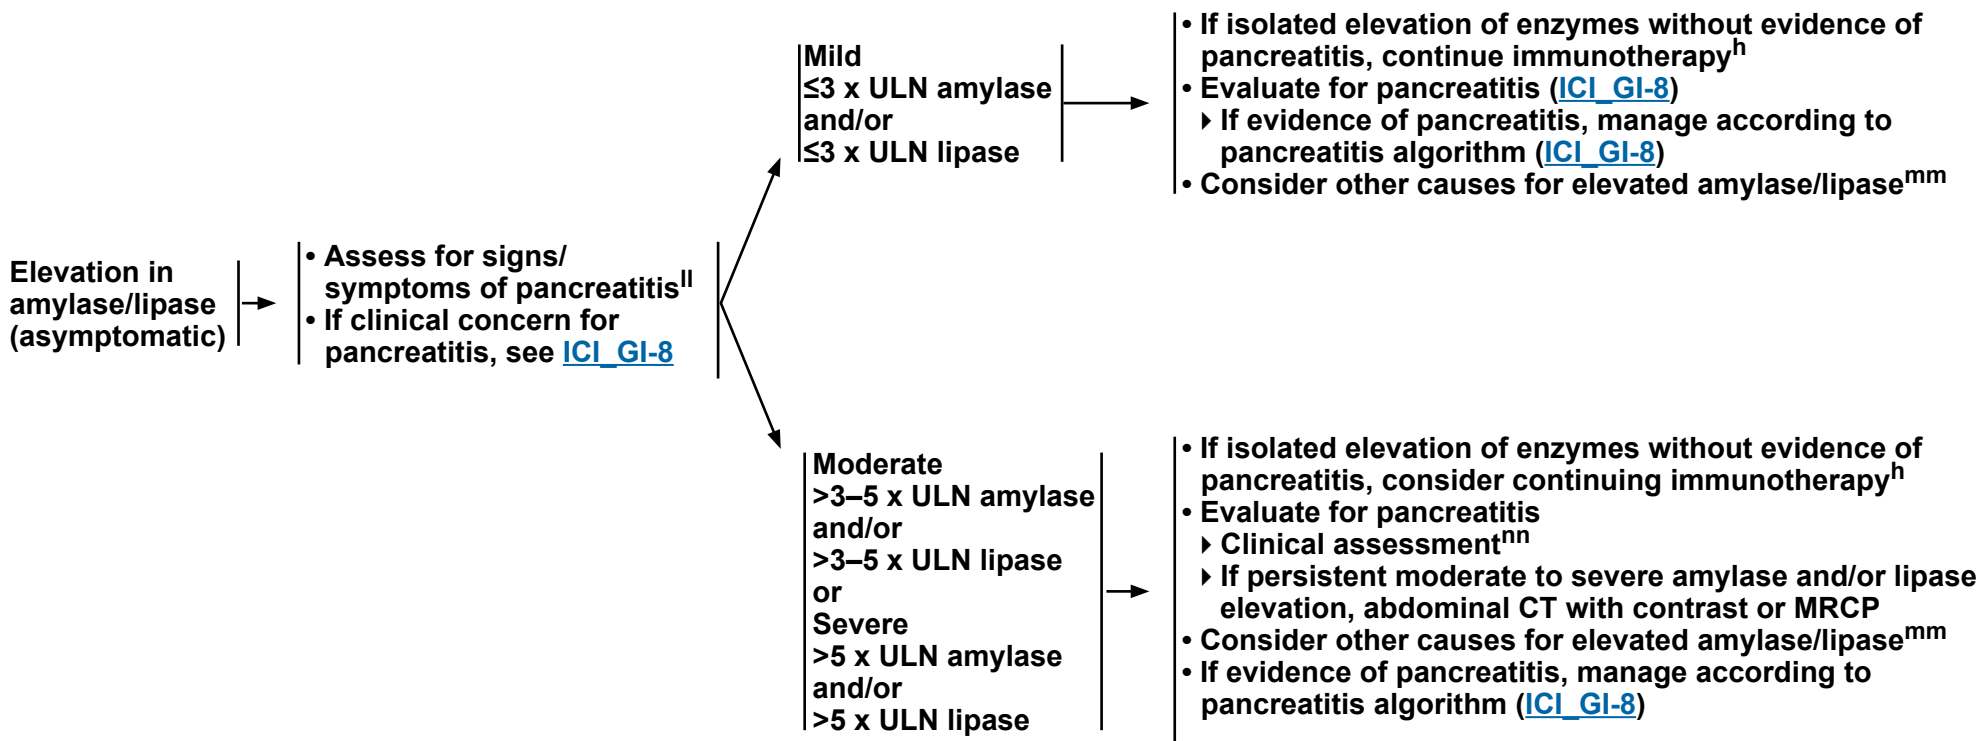 Elevation in
amylase/lipase
(asymptomatic)
• Assess for signs/
symptoms of pancreatitisll
• If clinical concern for
pancreatitis, see ICI_GI-8
Mild
≤3 x ULN amylase
and/or
≤3 x ULN lipase
• If isolated elevation of enzymes without evidence of
pancreatitis, continue immunotherapyh
• Evaluate for pancreatitis (ICI_GI-8)
▸ If evidence of pancreatitis, manage according to
pancreatitis algorithm (ICI_GI-8)
• Consider other causes for elevated amylase/lipasemm
Moderate
>3–5 x ULN amylase
and/or
>3–5 x ULN lipase
or
Severe
>5 x ULN amylase
and/or
>5 x ULN lipase
• If isolated elevation of enzymes without evidence of
pancreatitis, consider continuing immunotherapyh
• Evaluate for pancreatitis
▸ Clinical assessmentnn
▸ If persistent moderate to severe amylase and/or lipase
elevation, abdominal CT with contrast or MRCP
• Consider other causes for elevated amylase/lipasemm
• If evidence of pancreatitis, manage according to
pancreatitis algorithm (ICI_GI-8)